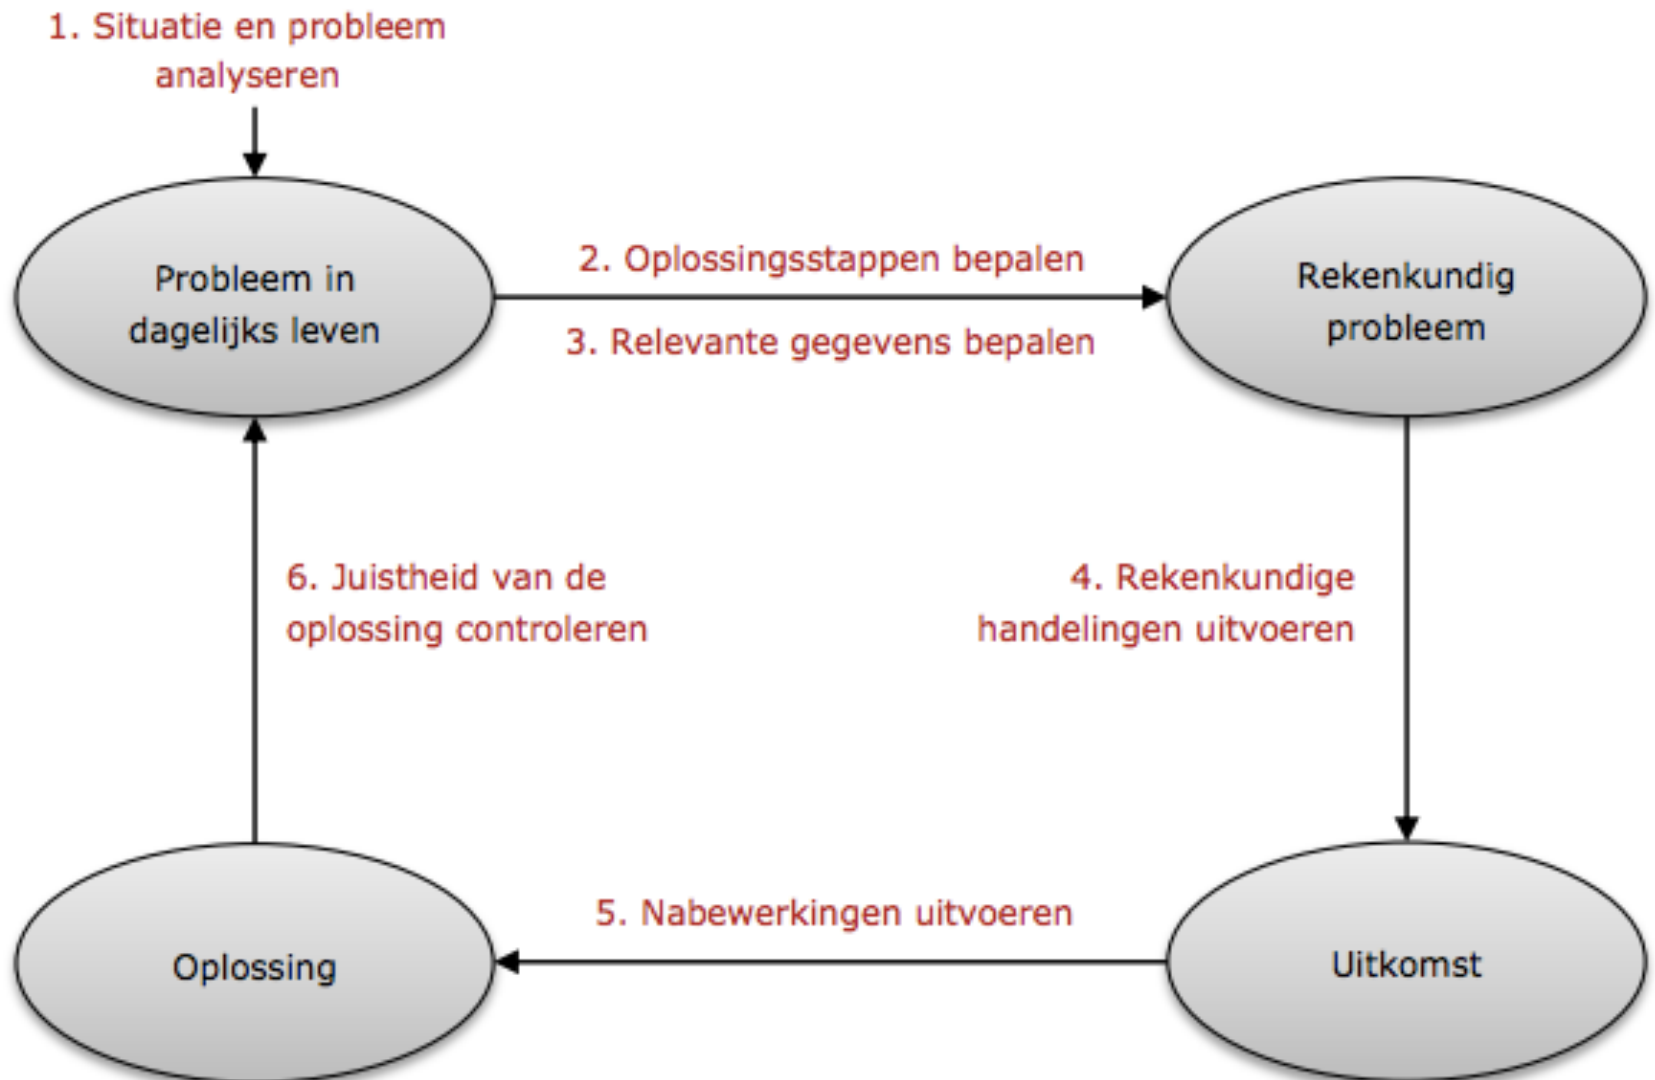 1. Situatie en probleem
analyseren
Probleem in
dagelijks leven
2. Oplossingsstappen bepalen
3. Relevante gegevens bepalen
Rekenkundig
probleem
6. Juistheid van de
oplossing controleren
4. Rekenkundige
handelingen uitvoeren
Oplossing
5. Nabewerkingen uitvoeren
Uitkomst